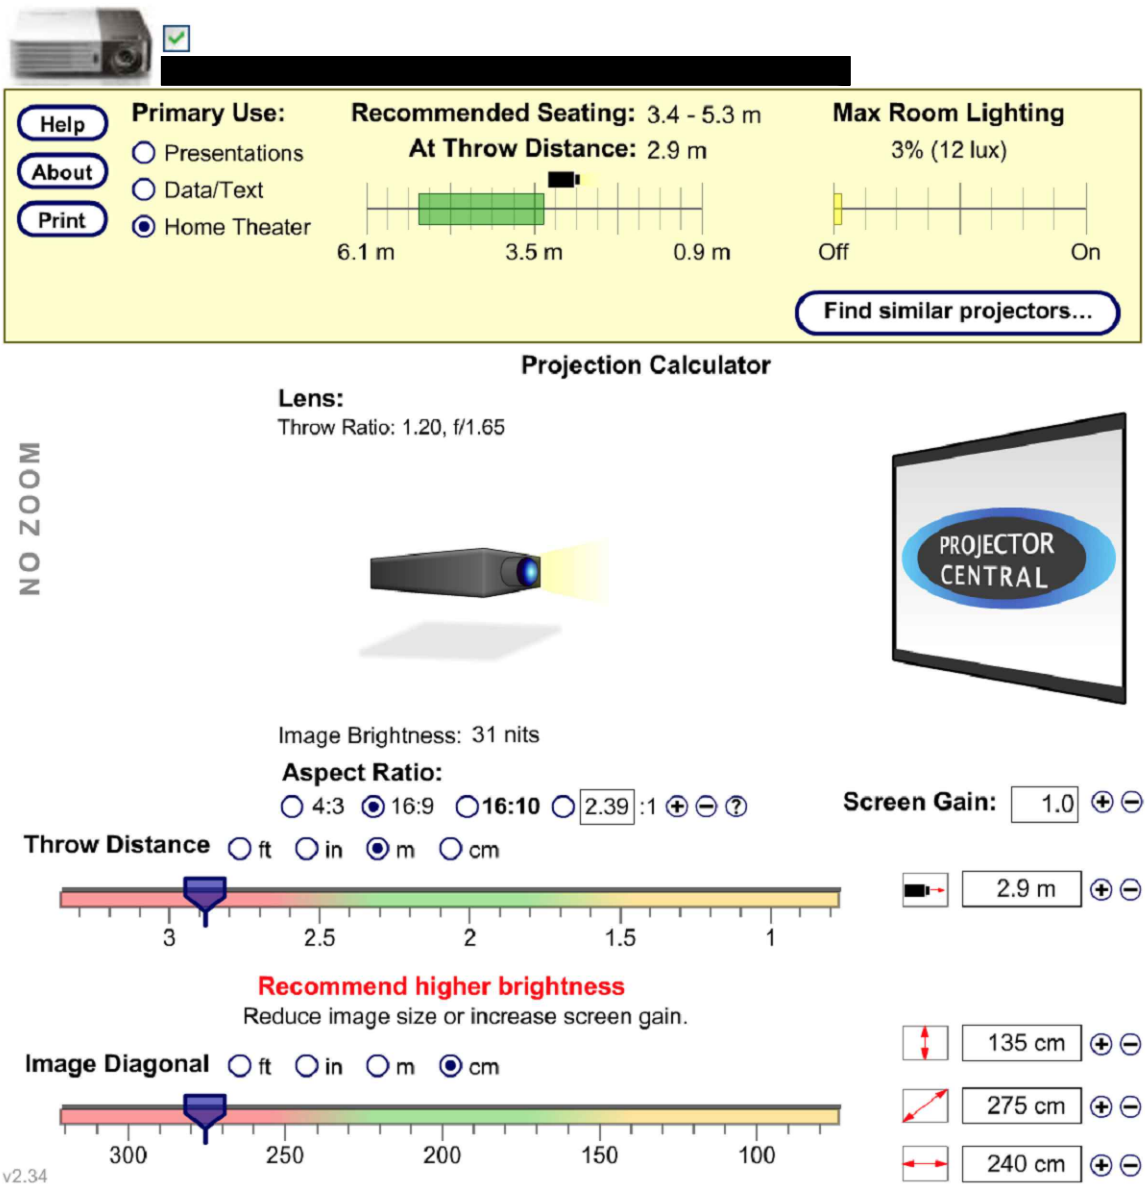 Help
About
Print
Primary Use:
Presentations
Data/Text
Home Theater
Recommended Seating: 3.4 - 5.3 m
At Throw Distance: 2.9 m
6.1 m 3.5 m 0.9 m
Max Room Lighting
3% (12 lux)
Off On
Find similar projectors...
Projection Calculator
Lens:
Throw Ratio: 1.20, f/1.65
NO ZOOM
PROJECTOR
CENTRAL
Image Brightness: 31 nits
Aspect Ratio:
4:3 16:9 16:10 2.39 :1 + − ?
Screen Gain: 1.0 + −
Throw Distance ft in m cm
2.9 m + −
3 2.5 2 1.5 1
Recommend higher brightness
Reduce image size or increase screen gain.
135 cm + −
Image Diagonal ft in m cm
275 cm + −
300 250 200 150 100
240 cm + −
v2.34